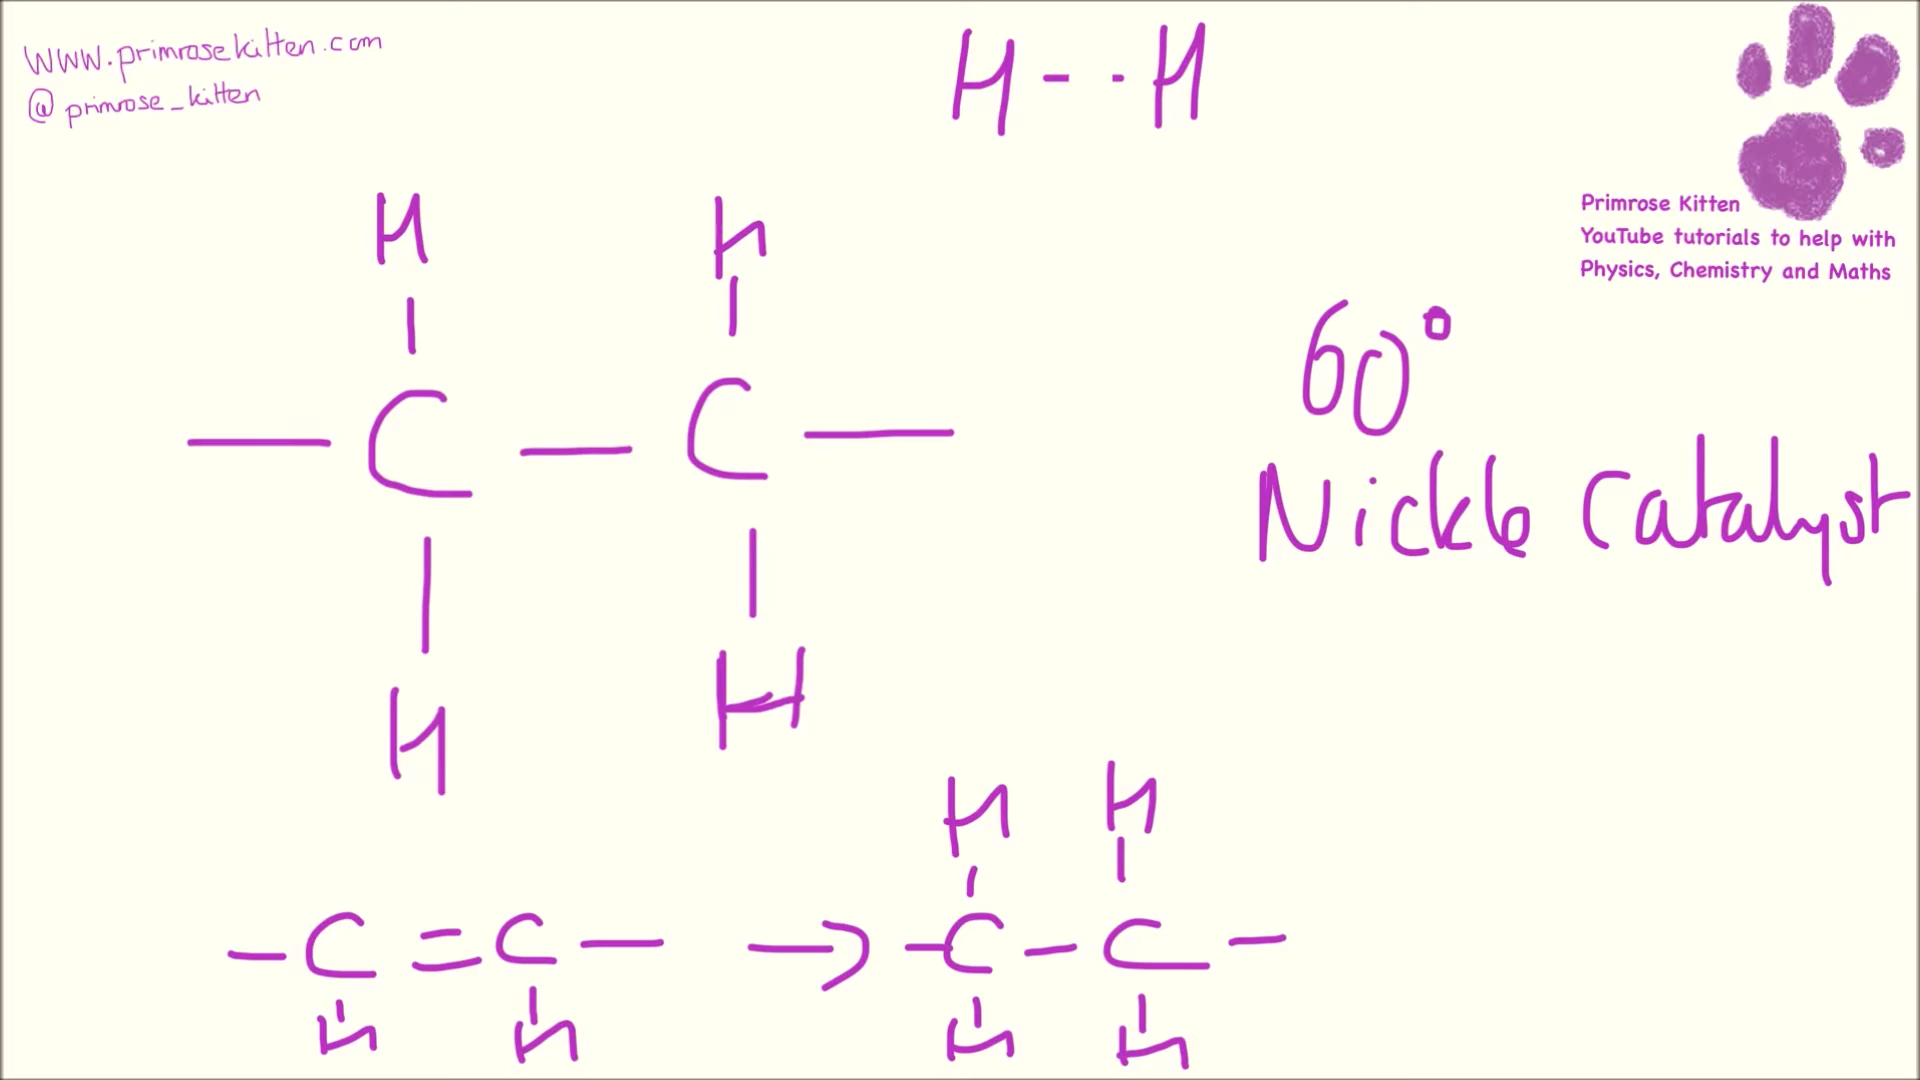 www.primrosekitten.com
@primrose_kitten
H - - H
Primrose Kitten
YouTube tutorials to help with
Physics, Chemistry and Maths
H H
— C — C —
H H
60°
Nickle Catalyst
H H
- C = C — → - C - C -
H H H H